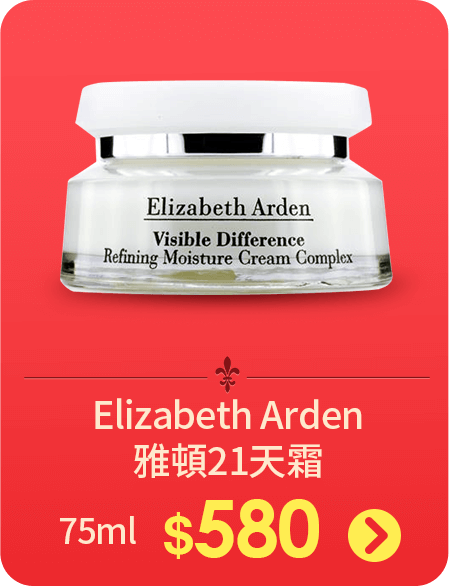 Elizabeth Arden
Visible Difference
Refining Moisture Cream Complex
Elizabeth Arden
雅頓21天霜
75ml $580